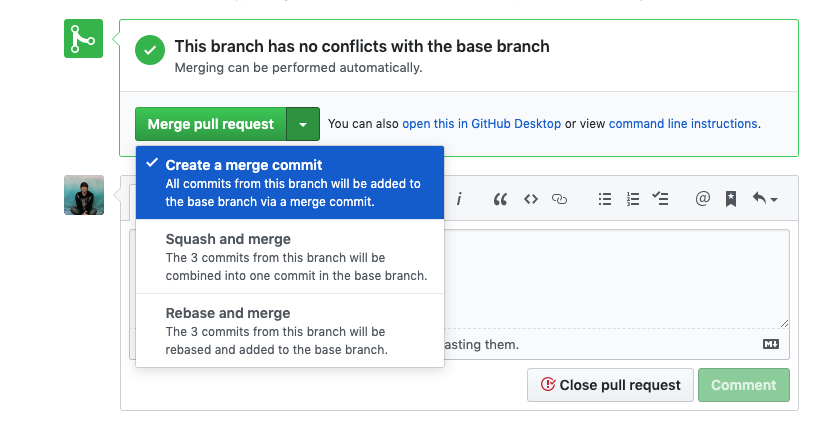 This branch has no conflicts with the base branch
Merging can be performed automatically.
Merge pull request
You can also open this in GitHub Desktop or view command line instructions.
Create a merge commit
All commits from this branch will be added to
the base branch via a merge commit.
Squash and merge
The 3 commits from this branch will be
combined into one commit in the base branch.
Rebase and merge
The 3 commits from this branch will be
rebased and added to the base branch.
asting them.
Close pull request
Comment